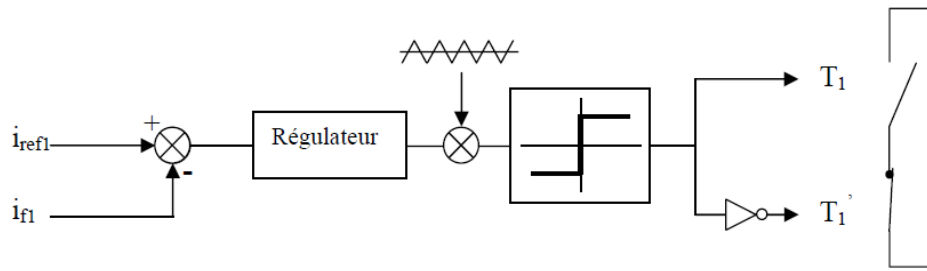 Régulateur
T1
+
iref1
-
if1
T1’